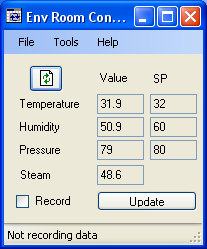 Env Room Con...
File Tools Help
Value SP
Temperature 31.9 32
Humidity 50.9 60
Pressure 79 80
Steam 48.6
Record Update
Not recording data